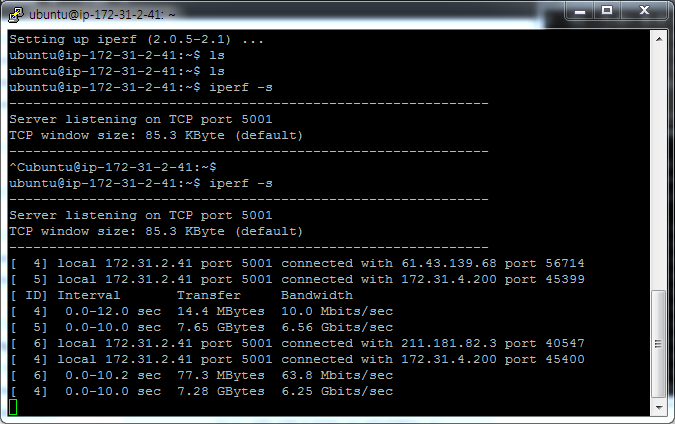 ubuntu@ip-172-31-2-41: ~
Setting up iperf (2.0.5-2.1) ...
ubuntu@ip-172-31-2-41:~$ ls
ubuntu@ip-172-31-2-41:~$ ls
ubuntu@ip-172-31-2-41:~$ iperf -s
------------------------------------------------------------
Server listening on TCP port 5001
TCP window size: 85.3 KByte (default)
------------------------------------------------------------
^Cubuntu@ip-172-31-2-41:~$
ubuntu@ip-172-31-2-41:~$ iperf -s
------------------------------------------------------------
Server listening on TCP port 5001
TCP window size: 85.3 KByte (default)
------------------------------------------------------------
[  4] local 172.31.2.41 port 5001 connected with 61.43.139.68 port 56714
[  5] local 172.31.2.41 port 5001 connected with 172.31.4.200 port 45399
[ ID] Interval       Transfer     Bandwidth
[  4]  0.0-12.0 sec  14.4 MBytes  10.0 Mbits/sec
[  5]  0.0-10.0 sec  7.65 GBytes  6.56 Gbits/sec
[  6] local 172.31.2.41 port 5001 connected with 211.181.82.3 port 40547
[  4] local 172.31.2.41 port 5001 connected with 172.31.4.200 port 45400
[  6]  0.0-10.2 sec  77.3 MBytes  63.8 Mbits/sec
[  4]  0.0-10.0 sec  7.28 GBytes  6.25 Gbits/sec